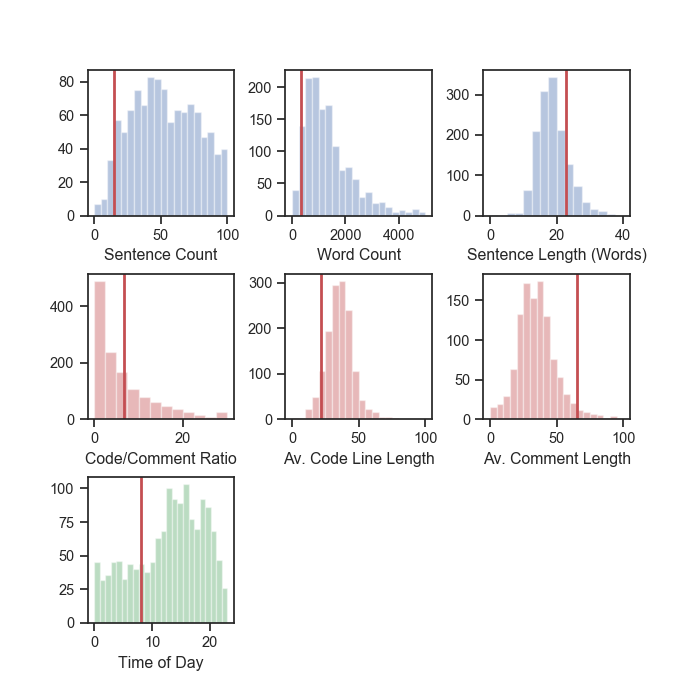 80
60
40
20
0
0 50 100
Sentence Count
200
150
100
50
0
0 2000 4000
Word Count
300
200
100
0
0 20 40
Sentence Length (Words)
400
200
0
0 20
Code/Comment Ratio
300
200
100
0
0 50 100
Av. Code Line Length
150
100
50
0
0 50 100
Av. Comment Length
100
75
50
25
0
0 10 20
Time of Day